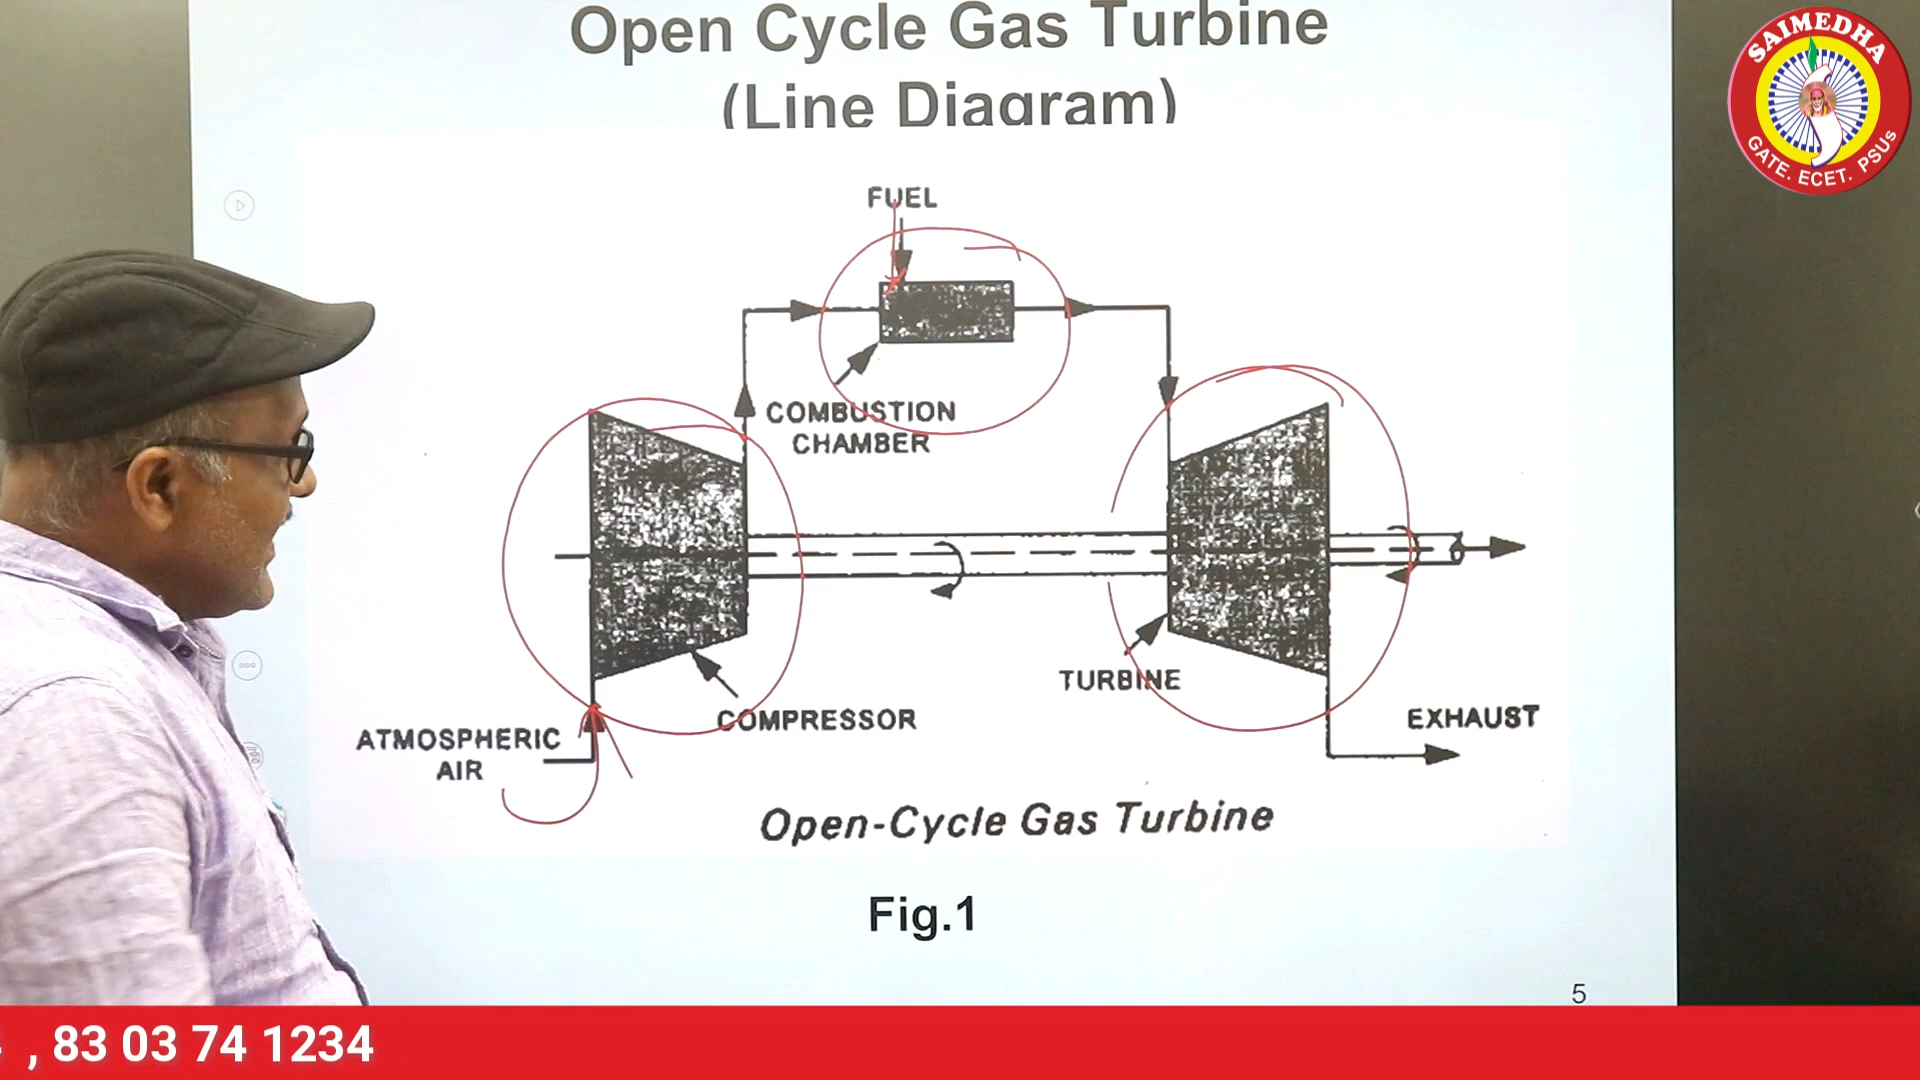 Open Cycle Gas Turbine
(Line Diagram)
SAIMEDHA
GATE. ECET. PSUs
FUEL
COMBUSTION
CHAMBER
TURBINE
COMPRESSOR
EXHAUST
ATMOSPHERIC
AIR
Open-Cycle Gas Turbine
Fig.1
5
, 83 03 74 1234